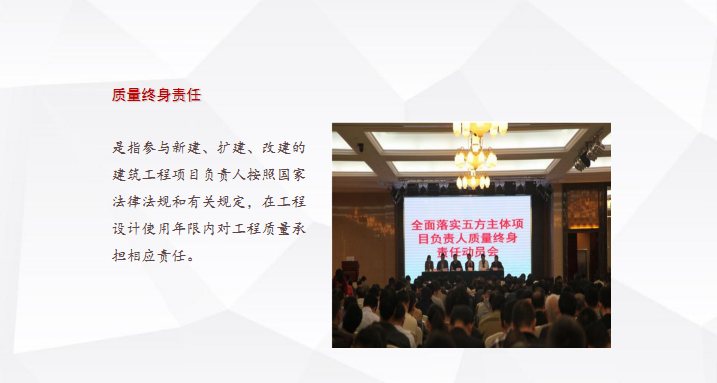 质量终身责任
是指参与新建、扩建、改建的
建筑工程项目负责人按照国家
法律法规和有关规定，在工程
设计使用年限内对工程质量承
担相应责任。
全面落实五方主体项
目负责人质量终身
责任动员会